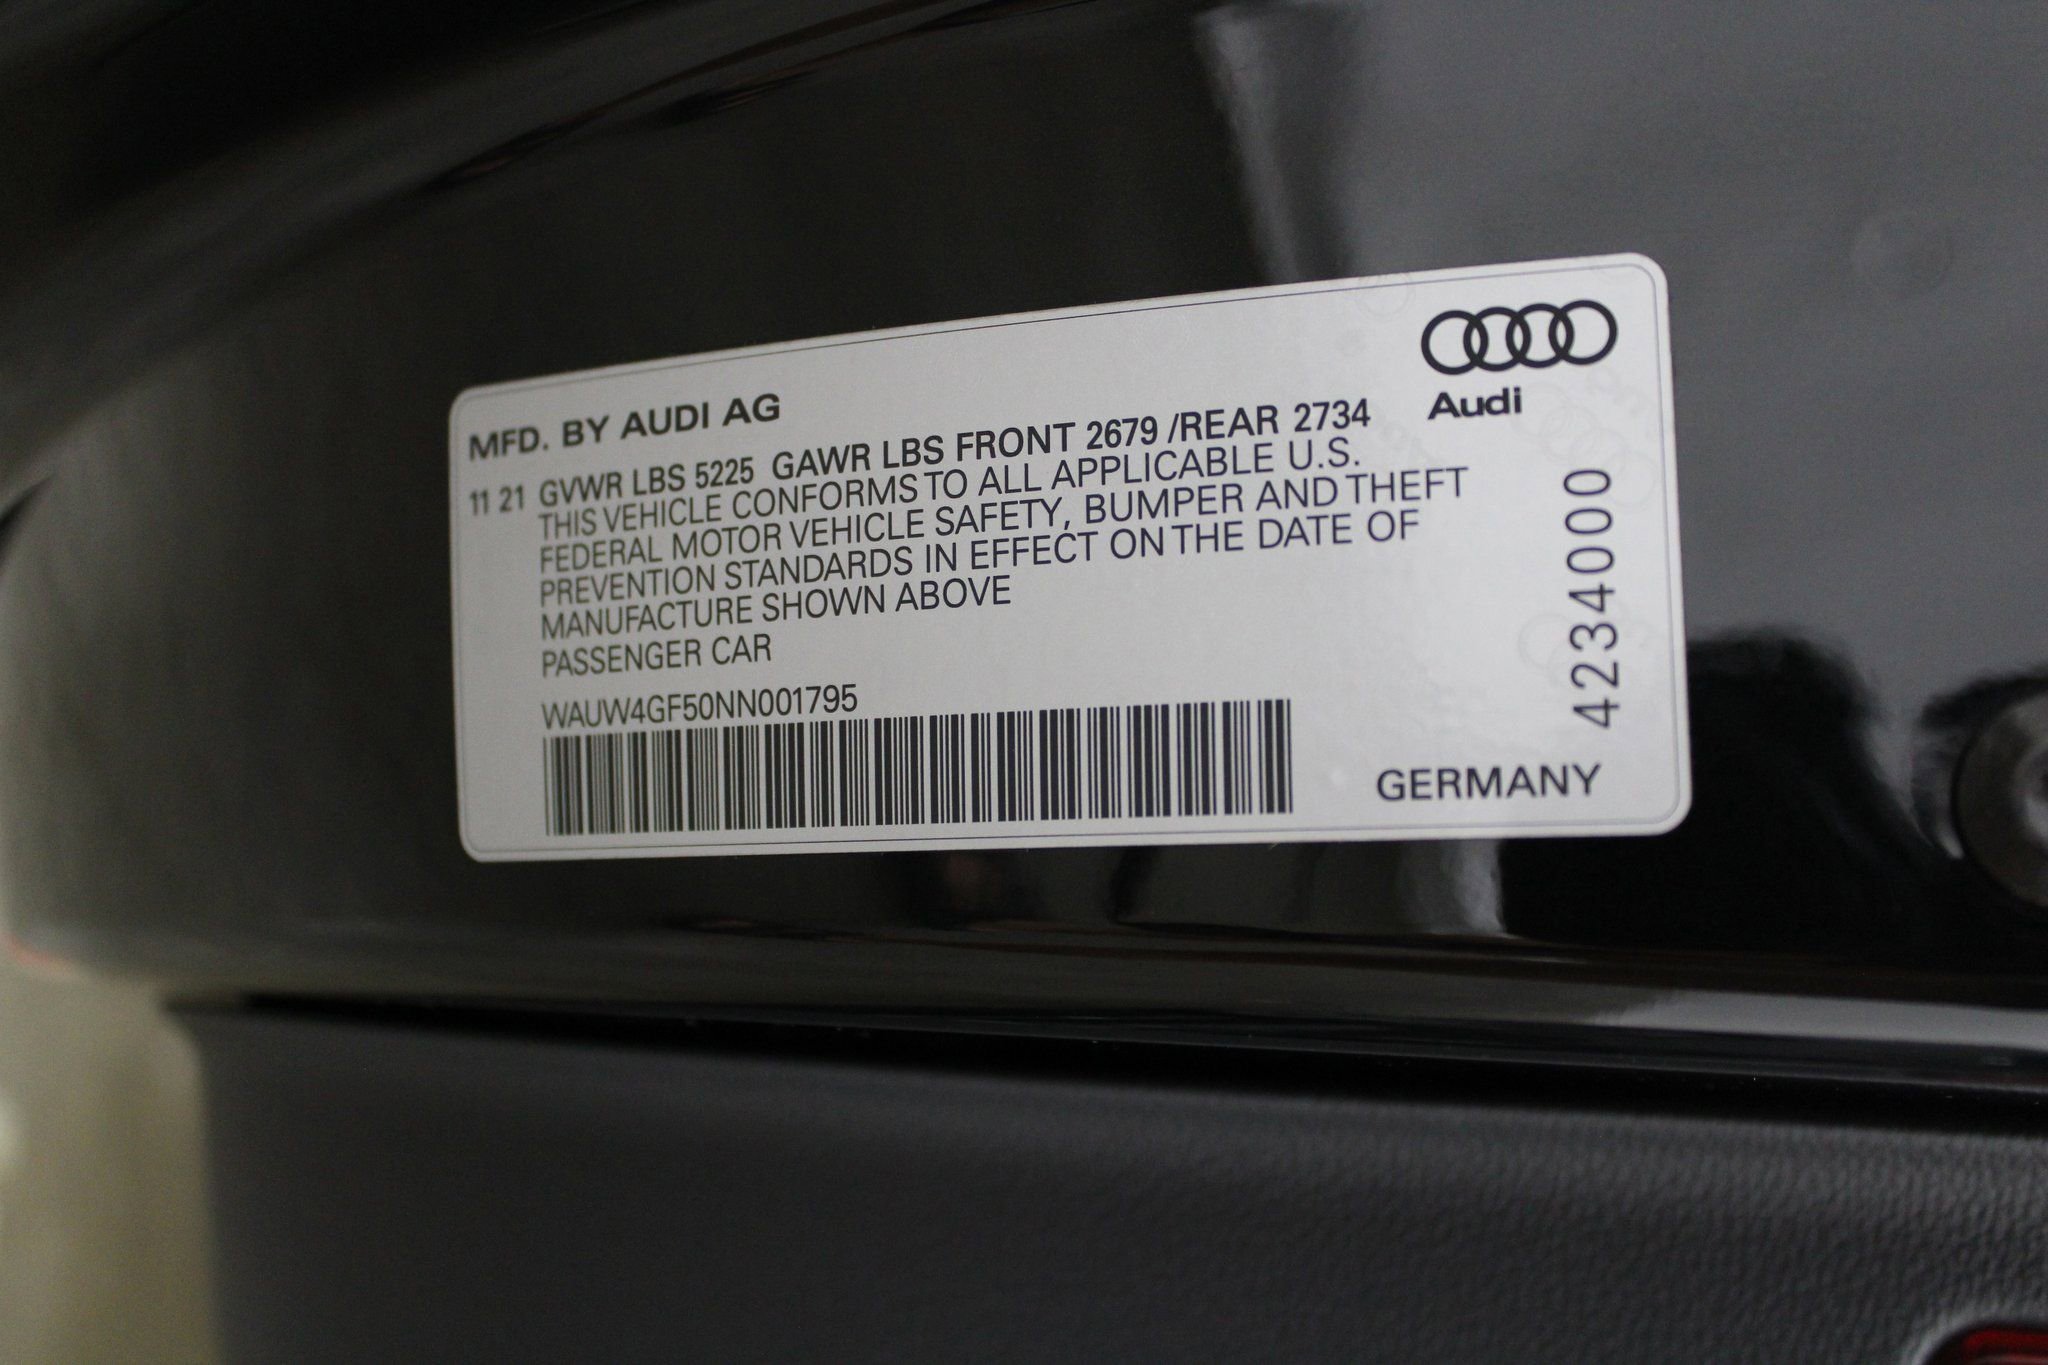 MFD. BY AUDI AG
Audi
11 21 GVWR LBS 5225 GAWR LBS FRONT 2679 /REAR 2734
THIS VEHICLE CONFORMS TO ALL APPLICABLE U.S.
FEDERAL MOTOR VEHICLE SAFETY, BUMPER AND THEFT
PREVENTION STANDARDS IN EFFECT ON THE DATE OF
MANUFACTURE SHOWN ABOVE
PASSENGER CAR
WAUW4GF50NN001795
4234000
GERMANY